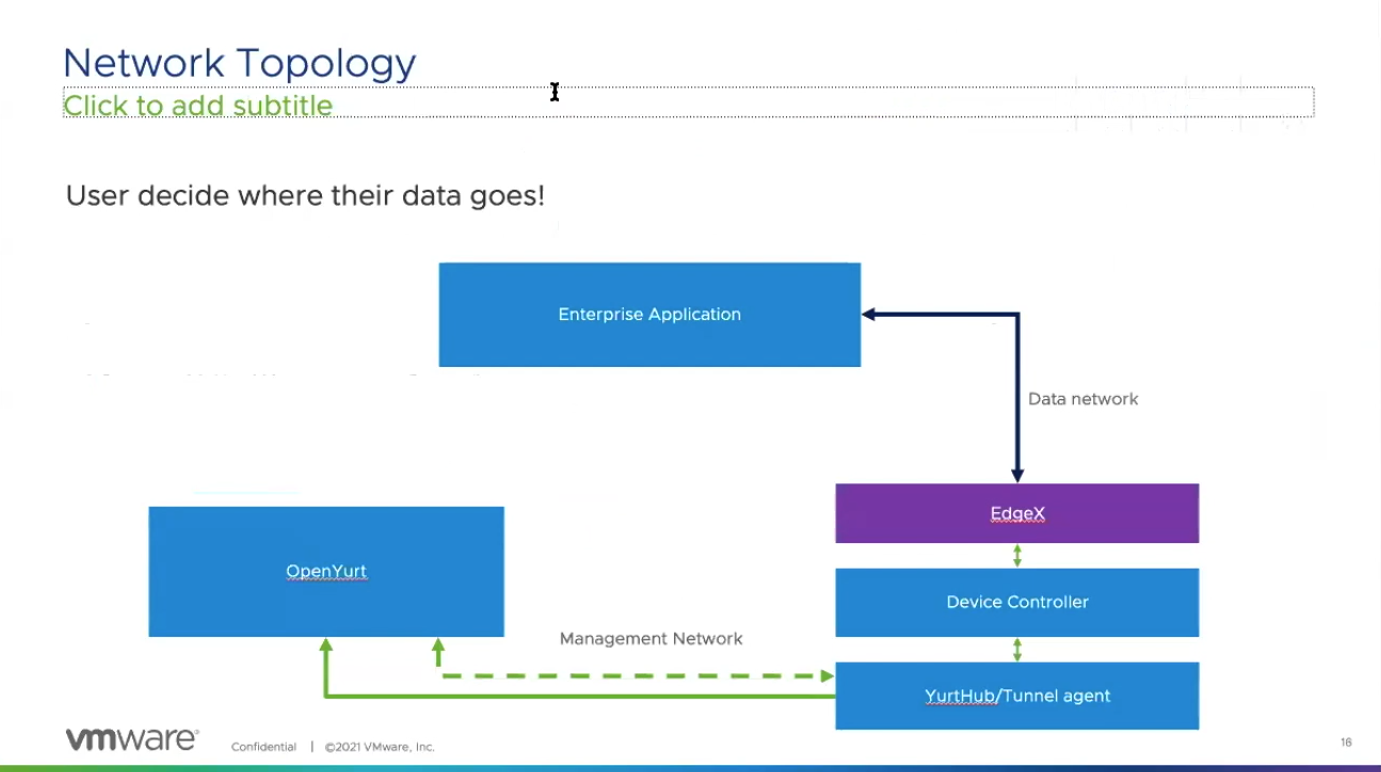 Network Topology
Click to add subtitle
User decide where their data goes!
Enterprise Application
Data network
EdgeX
OpenYurt
Device Controller
Management Network
YurtHub/Tunnel agent
vmware®
Confidential | ©2021 VMware, Inc.
16